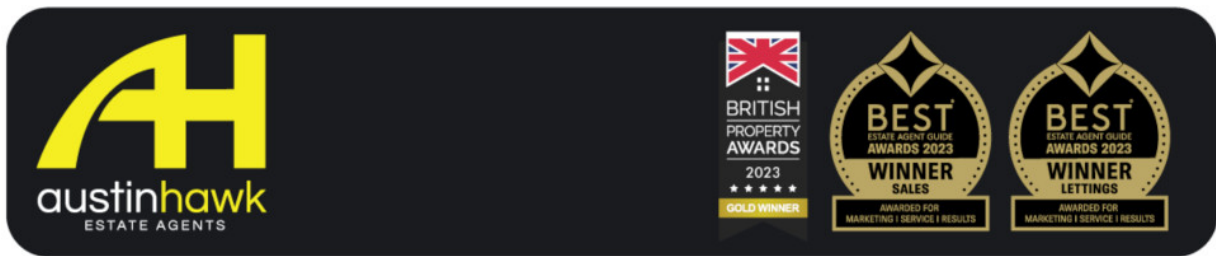 AH
austinhawk
ESTATE AGENTS
BRITISH
PROPERTY
AWARDS
2023
GOLD WINNER
BEST
ESTATE AGENT GUIDE
AWARDS 2023
WINNER
SALES
AWARDED FOR
MARKETING I SERVICE I RESULTS
BEST
ESTATE AGENT GUIDE
AWARDS 2023
WINNER
LETTINGS
AWARDED FOR
MARKETING I SERVICE I RESULTS